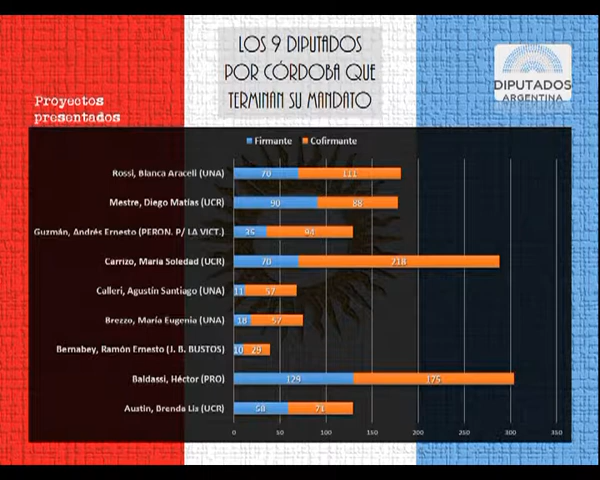 LOS 9 DIPUTADOS
POR CÓRDOBA QUE
TERMINAN SU MANDATO
DIPUTADOS
ARGENTINA
Proyectos
presentados
Firmante Cofirmante
Rossi, Blanca Araceli (UNA) 70 111
Mestre, Diego Matías (UCR) 90 88
Guzmán, Andrés Ernesto (PERON. P/ LA VICT.) 35 94
Carrizo, María Soledad (UCR) 70 218
Calleri, Agustín Santiago (UNA) 11 57
Brezzo, María Eugenia (UNA) 18 57
Bernabey, Ramón Ernesto (J. B. BUSTOS) 10 29
Baldassi, Héctor (PRO) 129 175
Austin, Brenda Lis (UCR) 58 71
0 50 100 150 200 250 300 350